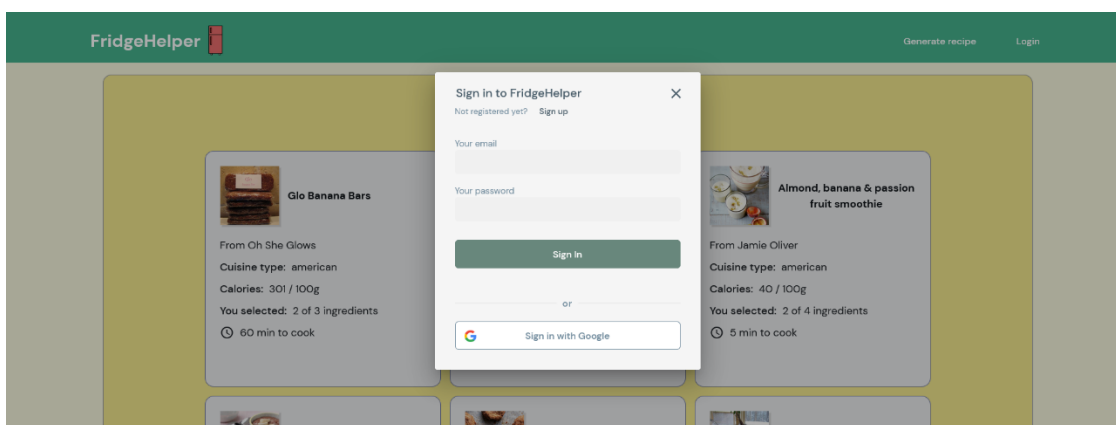 FridgeHelper
Generate recipe
Login
Sign in to FridgeHelper
Not registered yet? Sign up
Your email
Your password
Sign In
or
Sign in with Google
Glo Banana Bars
From Oh She Glows
Cuisine type: american
Calories: 301 / 100g
You selected: 2 of 3 ingredients
60 min to cook
Almond, banana & passion
fruit smoothie
From Jamie Oliver
Cuisine type: american
Calories: 40 / 100g
You selected: 2 of 4 ingredients
5 min to cook